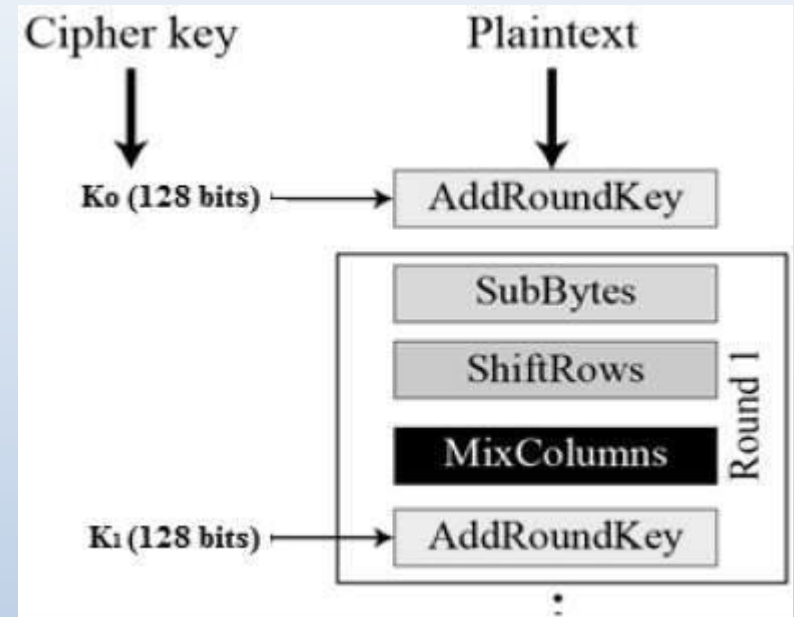 Cipher key
Plaintext
K0 (128 bits)
AddRoundKey
SubBytes
ShiftRows
MixColumns
Round 1
K1 (128 bits)
AddRoundKey